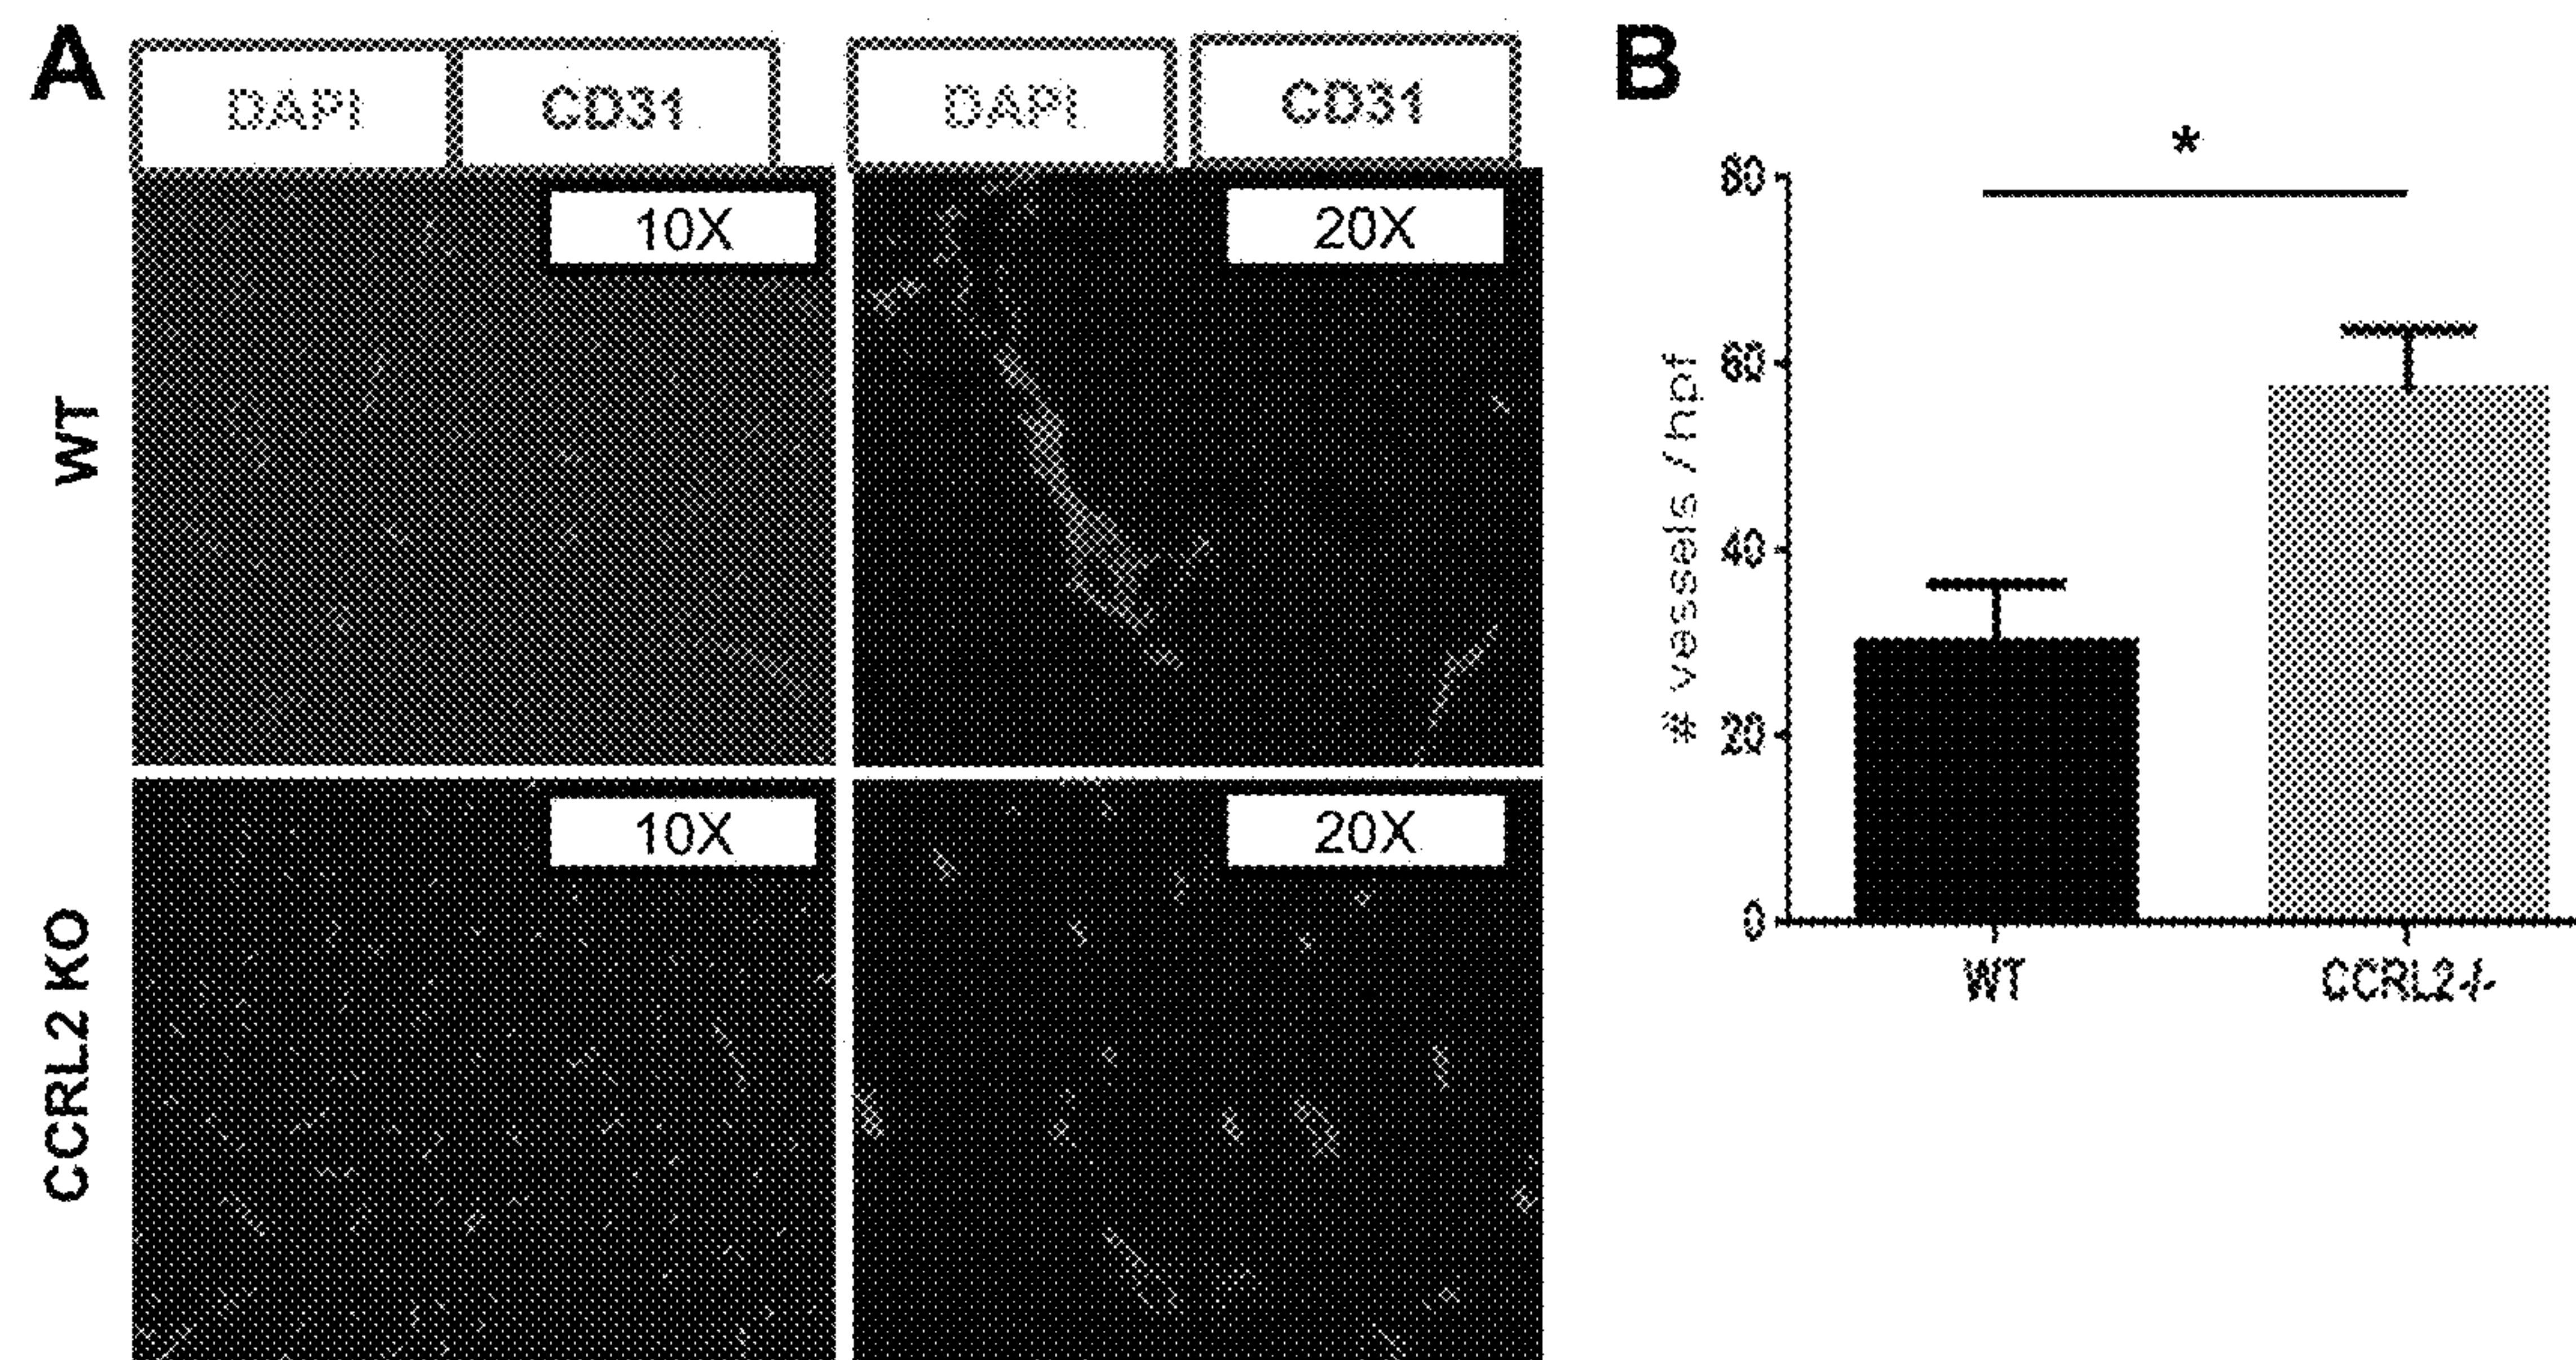 A
DAPI CD31 DAPI CD31
WT
10X 20X
CCRL2 KO
10X 20X
B
*
# vessels /hpf
80
60
40
20
0
WT CCRL2-/-